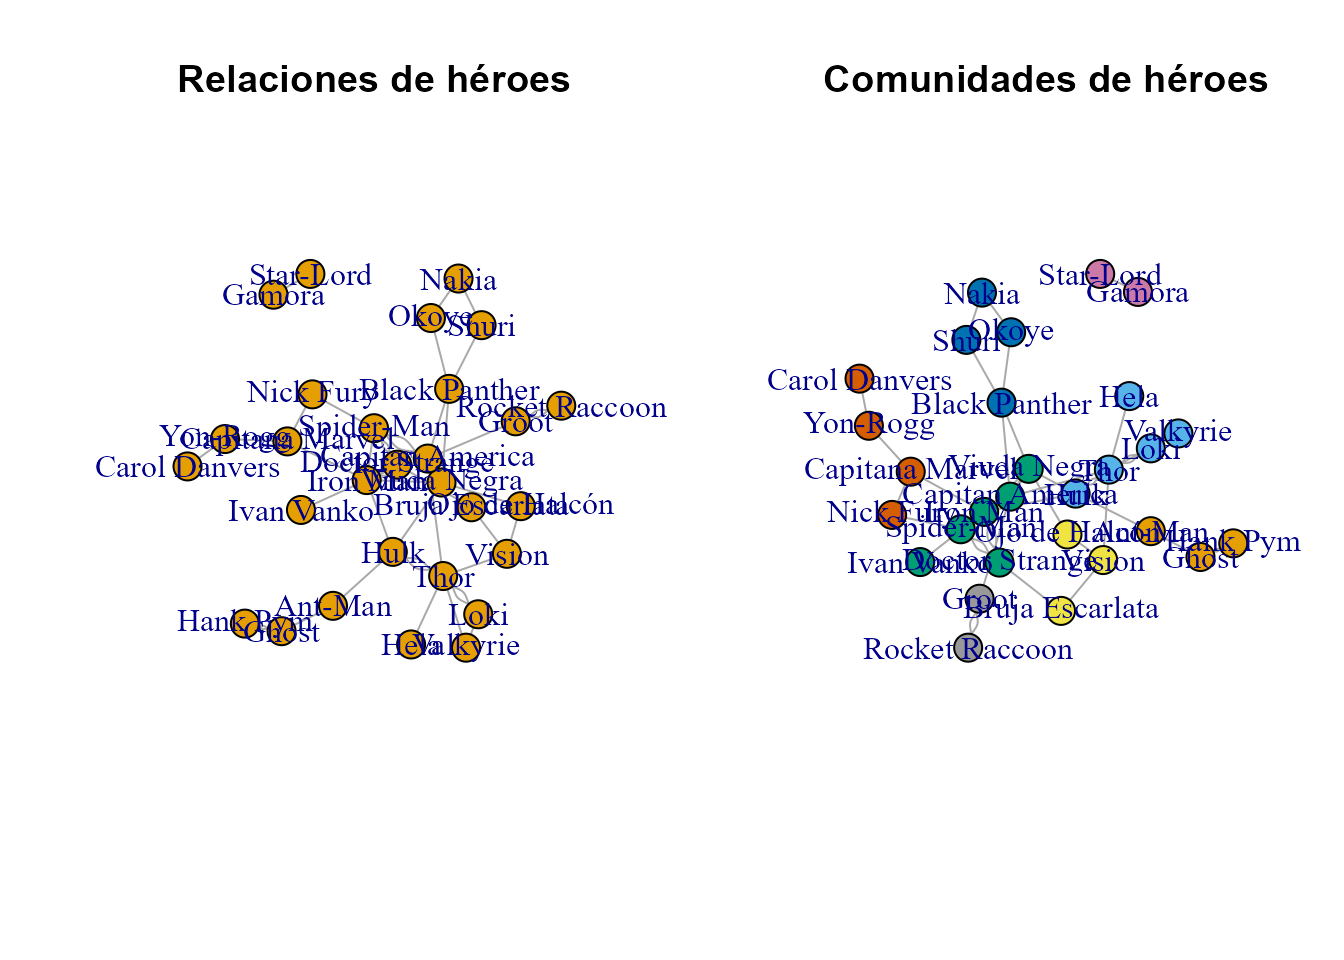 Relaciones de héroes
Star-Lord
Gamora
Nakia
Okoye
Shuri
Nick Fury
Black Panther
Rocket Raccoon
Groot
Spider-Man
Yon-Rogg
Capitana Marvel
Capitan America
Carol Danvers
Doctor Strange
Iron Man
Viuda Negra
Bruja Escarlata
Ojo de Halcón
Ivan Vanko
Hulk
Vision
Thor
Ant-Man
Loki
Hank Pym
Ghost
Hela
Valkyrie
Comunidades de héroes
Star-Lord
Gamora
Nakia
Okoye
Shuri
Carol Danvers
Hela
Black Panther
Yon-Rogg
Valkyrie
Loki
Capitana Marvel
Viuda Negra
Thor
Capitan America
Hulk
Nick Fury
Iron Man
Spider-Man
Ojo de Halcón
Ant-Man
Hank Pym
Ghost
Ivan Vanko
Doctor Strange
Vision
Groot
Bruja Escarlata
Rocket Raccoon